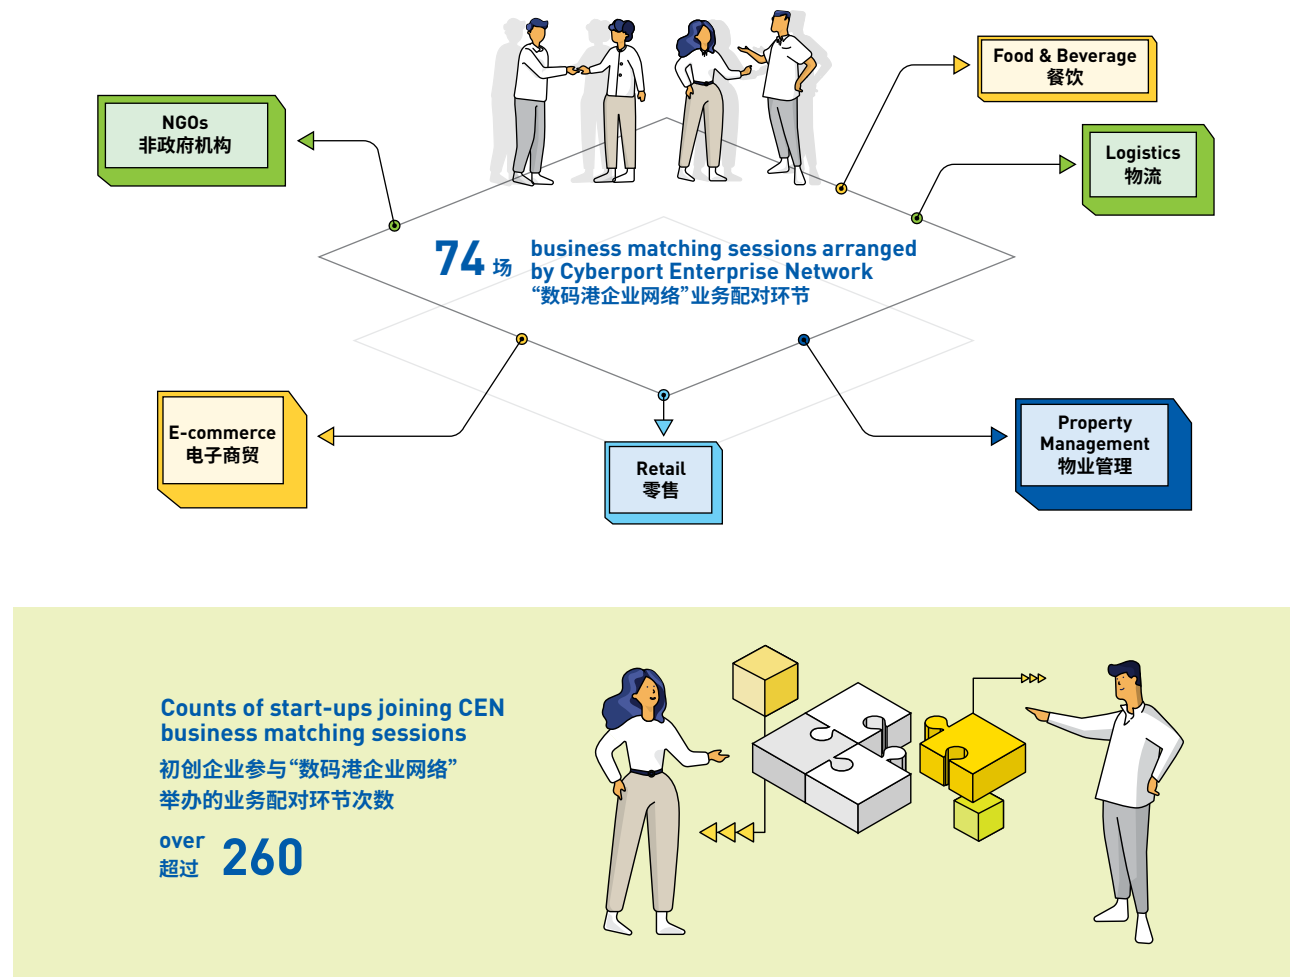 Food & Beverage
餐饮
NGOs
非政府机构
Logistics
物流
74场
business matching sessions arranged
by Cyberport Enterprise Network
“数码港企业网络”业务配对环节
E-commerce
电子商贸
Retail
零售
Property
Management
物业管理
Counts of start-ups joining CEN
business matching sessions
初创企业参与“数码港企业网络”
举办的业务配对环节次数
over
超过
260